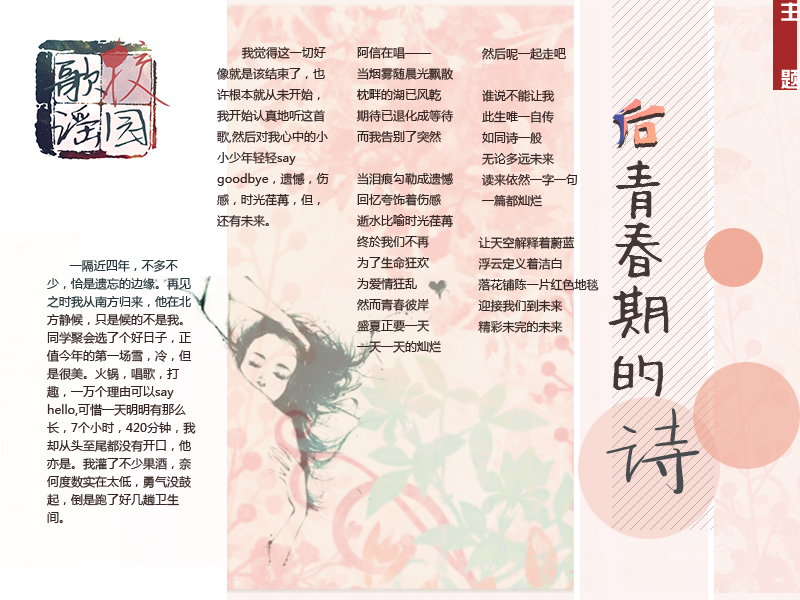 校园
歌谣
一隔近四年，不多不
少，恰是遗忘的边缘。再见
之时我从南方归来，他在北
方静候，只是候的不是我。
同学聚会选了个好日子，正
值今年的第一场雪，冷，但
是很美。火锅，唱歌，打
趣，一万个理由可以say
hello,可惜一天明明有那么
长，7个小时，420分钟，我
却从头至尾都没有开口，他
亦是。我灌了不少果酒，奈
何度数实在太低，勇气没鼓
起，倒是跑了好几趟卫生
间。
我觉得这一切好
像就是该结束了，也
许根本就从未开始，
我开始认真地听这首
歌,然后对我心中的小
小少年轻轻say
goodbye，遗憾，伤
感，时光荏苒，但，
还有未来。
阿信在唱——
当烟雾随晨光飘散
枕畔的湖已风乾
期待已退化成等待
而我告别了突然
当泪痕勾勒成遗憾
回忆夸饰着伤感
逝水比喻时光荏苒
终於我们不再
为了生命狂欢
为爱情狂乱
然而青春彼岸
盛夏正要一天
一天一天的灿烂
然后呢一起走吧
谁说不能让我
此生唯一自传
如同诗一般
无论多远未来
读来依然一字一句
一篇都灿烂
让天空解释着蔚蓝
浮云定义着洁白
落花铺陈一片红色地毯
迎接我们到未来
精彩未完的未来
后青春期的诗
主题